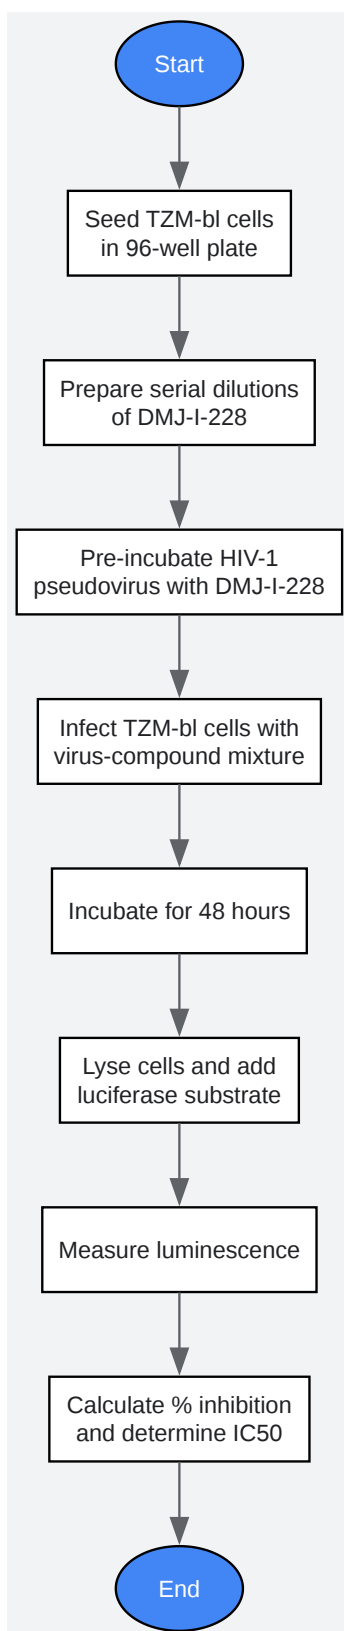 Start
Seed TZM-bl cells
in 96-well plate
Prepare serial dilutions
of DMJ-I-228
Pre-incubate HIV-1
pseudovirus with DMJ-I-228
Infect TZM-bl cells with
virus-compound mixture
Incubate for 48 hours
Lyse cells and add
luciferase substrate
Measure luminescence
Calculate % inhibition
and determine IC50
End